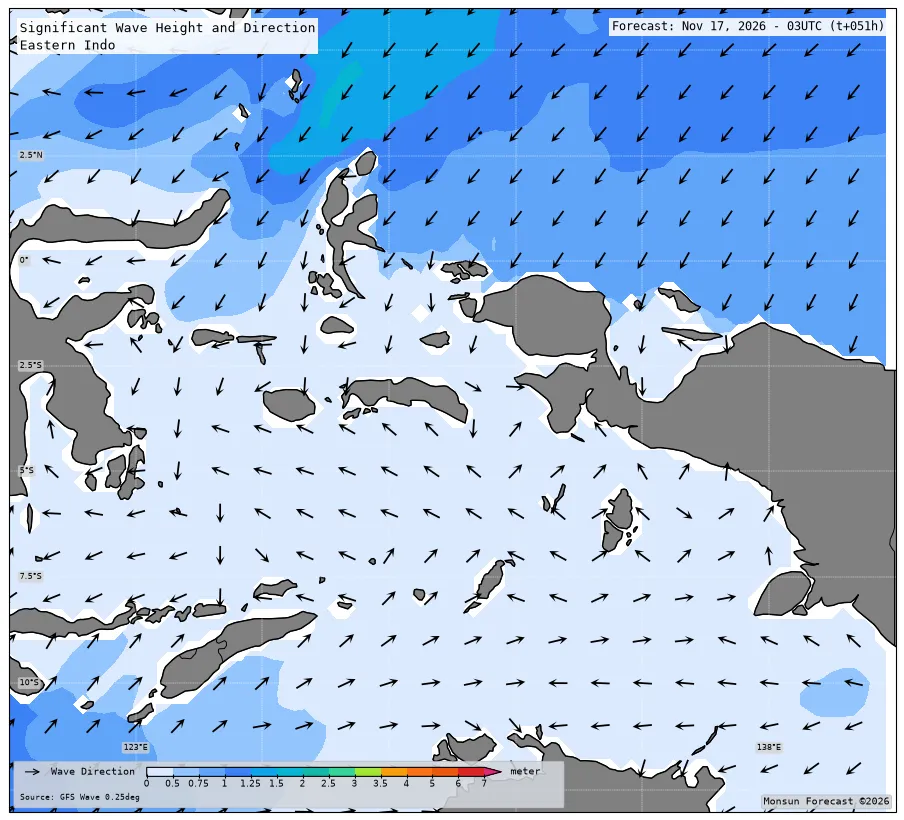 Significant Wave Height and Direction
Eastern Indo
Forecast: Nov 17, 2026 - 03UTC (t+051h)
2.5°N
0°
2.5°S
5°S
7.5°S
10°S
123°E
138°E
Wave Direction
meter
0 0.5 0.75 1 1.25 1.5 2 2.5 3 3.5 4 5 6 7
Source: GFS Wave 0.25deg
Monsun Forecast ©2026